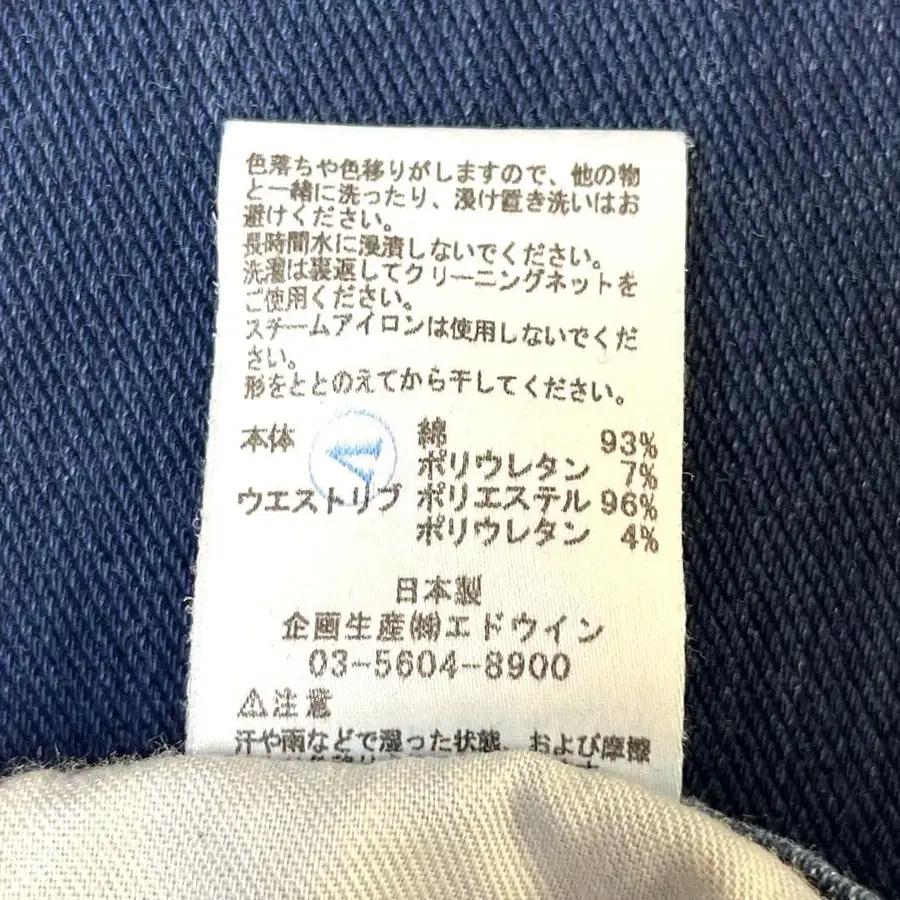 色落ちや色移りがしますので、他の物
と一緒に洗ったり、浸け置き洗いはお
避けください。
長時間水に浸漬しないでください。
洗濯は裏返してクリーニングネットを
ご使用ください。
スチームアイロンは使用しないでくだ
さい。
形をととのえてから干してください。
本体 綿 93%
ポリウレタン 7%
ウエストリブ ポリエステル 96%
ポリウレタン 4%
日本製
企画生産㈱エドウイン
03-5604-8900
⚠注意
汗や雨などで湿った状態、および摩擦